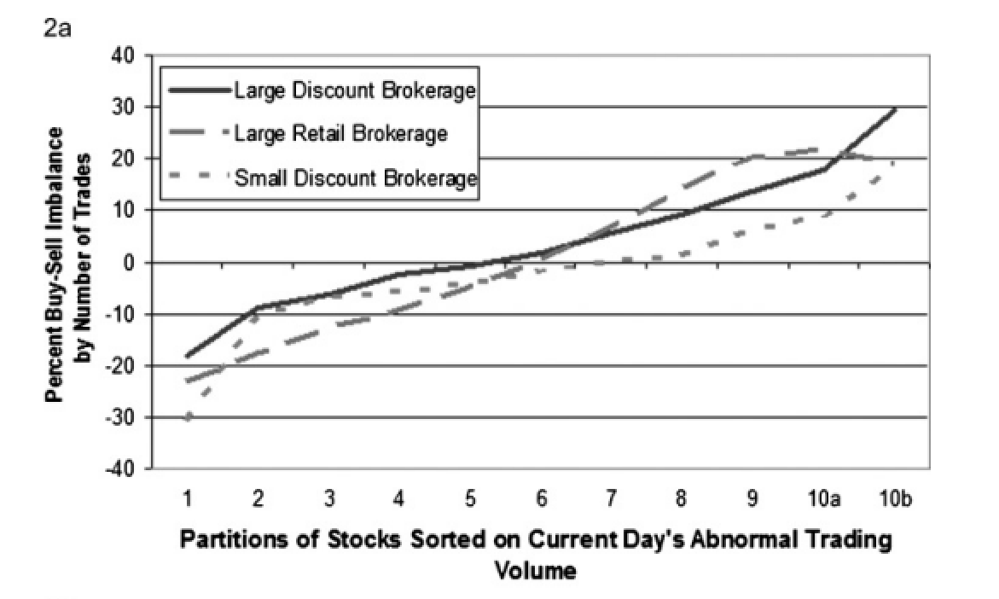 2a
40
30
20
10
0
-10
-20
-30
-40
Percent Buy-Sell Imbalance
by Number of Trades
Large Discount Brokerage
Large Retail Brokerage
Small Discount Brokerage
1 2 3 4 5 6 7 8 9 10a 10b
Partitions of Stocks Sorted on Current Day's Abnormal Trading
Volume